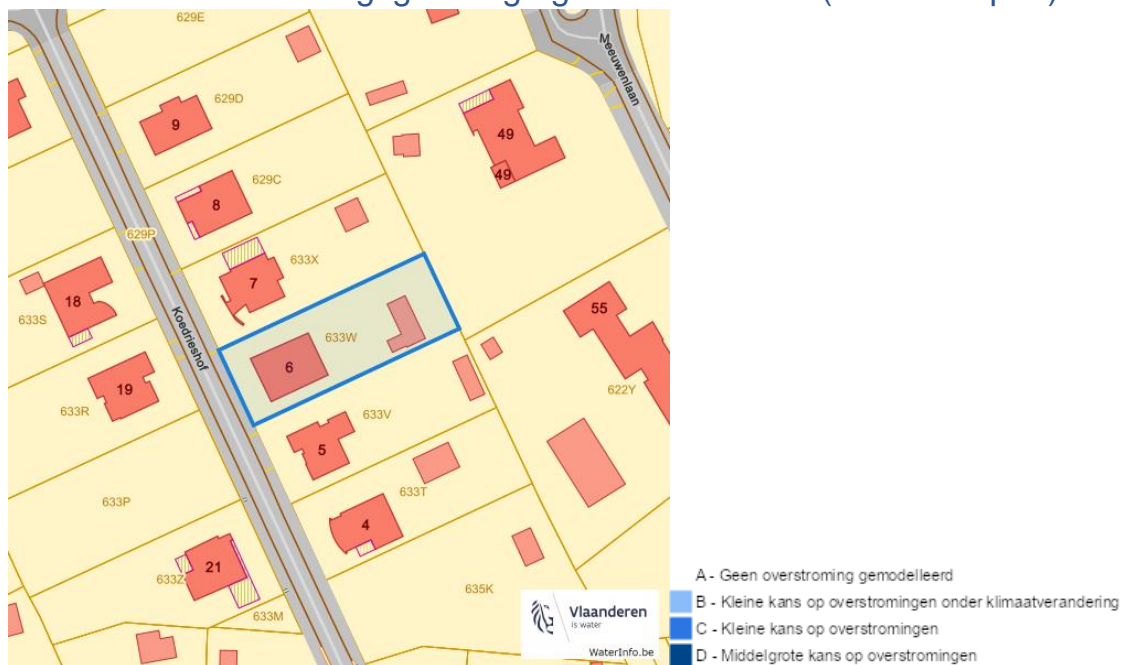 629E
Meeuwenlaan
629D
9
49
49
629C
8
629P
633X
7
18
633S
Koedrieshof
633W
6
55
19
633R
633V
5
622Y
633P
633T
4
21
633Z
635K
633M
Vlaanderen
is water
WaterInfo.be
A - Geen overstroming gemodelleerd
B - Kleine kans op overstromingen onder klimaatverandering
C - Kleine kans op overstromingen
D - Middelgrote kans op overstromingen